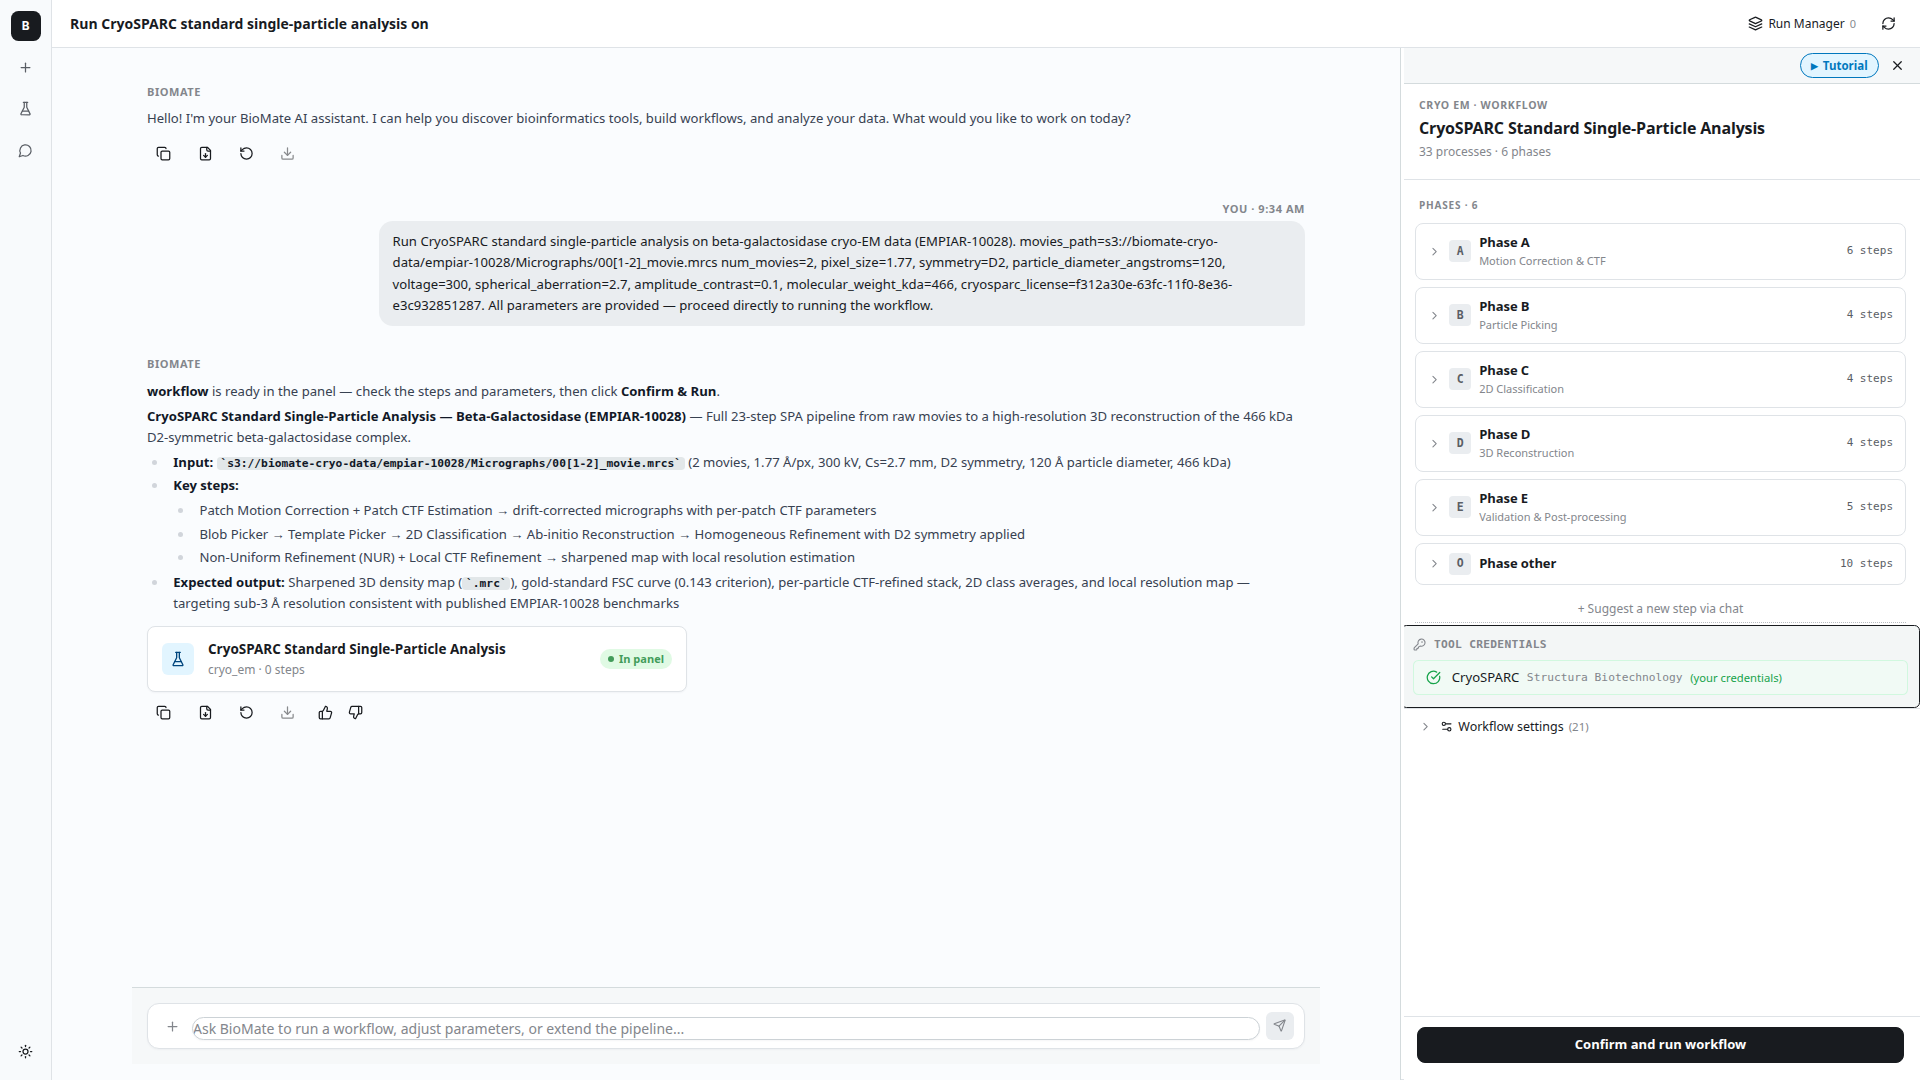 B
Run CryoSPARC standard single-particle analysis on
Run Manager 0
BIOMATE
Hello! I'm your BioMate AI assistant. I can help you discover bioinformatics tools, build workflows, and analyze your data. What would you like to work on today?
YOU · 9:34 AM
Run CryoSPARC standard single-particle analysis on beta-galactosidase cryo-EM data (EMPIAR-10028). movies_path=s3://biomate-cryo-
data/empiar-10028/Micrographs/00[1-2]_movie.mrcs num_movies=2, pixel_size=1.77, symmetry=D2, particle_diameter_angstroms=120,
voltage=300, spherical_aberration=2.7, amplitude_contrast=0.1, molecular_weight_kda=466, cryosparc_license=f312a30e-63fc-11f0-8e36-
e3c932851287. All parameters are provided — proceed directly to running the workflow.
BIOMATE
workflow is ready in the panel — check the steps and parameters, then click Confirm & Run.
CryoSPARC Standard Single-Particle Analysis — Beta-Galactosidase (EMPIAR-10028) — Full 23-step SPA pipeline from raw movies to a high-resolution 3D reconstruction of the 466 kDa
D2-symmetric beta-galactosidase complex.
Input: `s3://biomate-cryo-data/empiar-10028/Micrographs/00[1-2]_movie.mrcs` (2 movies, 1.77 Å/px, 300 kV, Cs=2.7 mm, D2 symmetry, 120 Å particle diameter, 466 kDa)
Key steps:
Patch Motion Correction + Patch CTF Estimation → drift-corrected micrographs with per-patch CTF parameters
Blob Picker → Template Picker → 2D Classification → Ab-initio Reconstruction → Homogeneous Refinement with D2 symmetry applied
Non-Uniform Refinement (NUR) + Local CTF Refinement → sharpened map with local resolution estimation
Expected output: Sharpened 3D density map (`.mrc`), gold-standard FSC curve (0.143 criterion), per-particle CTF-refined stack, 2D class averages, and local resolution map —
targeting sub-3 Å resolution consistent with published EMPIAR-10028 benchmarks
CryoSPARC Standard Single-Particle Analysis
cryo_em · 0 steps
In panel
Ask BioMate to run a workflow, adjust parameters, or extend the pipeline...
▶ Tutorial
CRYO EM · WORKFLOW
CryoSPARC Standard Single-Particle Analysis
33 processes · 6 phases
PHASES · 6
A
Phase A
Motion Correction & CTF
6 steps
B
Phase B
Particle Picking
4 steps
C
Phase C
2D Classification
4 steps
D
Phase D
3D Reconstruction
4 steps
E
Phase E
Validation & Post-processing
5 steps
O
Phase other
10 steps
+ Suggest a new step via chat
TOOL CREDENTIALS
CryoSPARC Structura Biotechnology (your credentials)
Workflow settings (21)
Confirm and run workflow